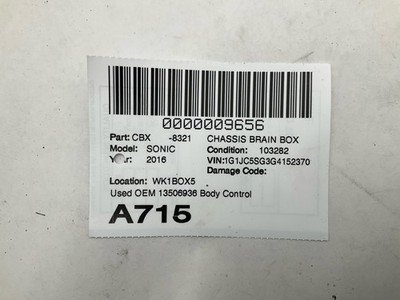 0000009656
Part: CBX -8321 CHASSIS BRAIN BOX
Model: SONIC Condition: 103282
Year: 2016 VIN:1G1JC5SG3G4152370
Damage Code:
Location: WK1BOX5
Used OEM 13506936 Body Control
A715